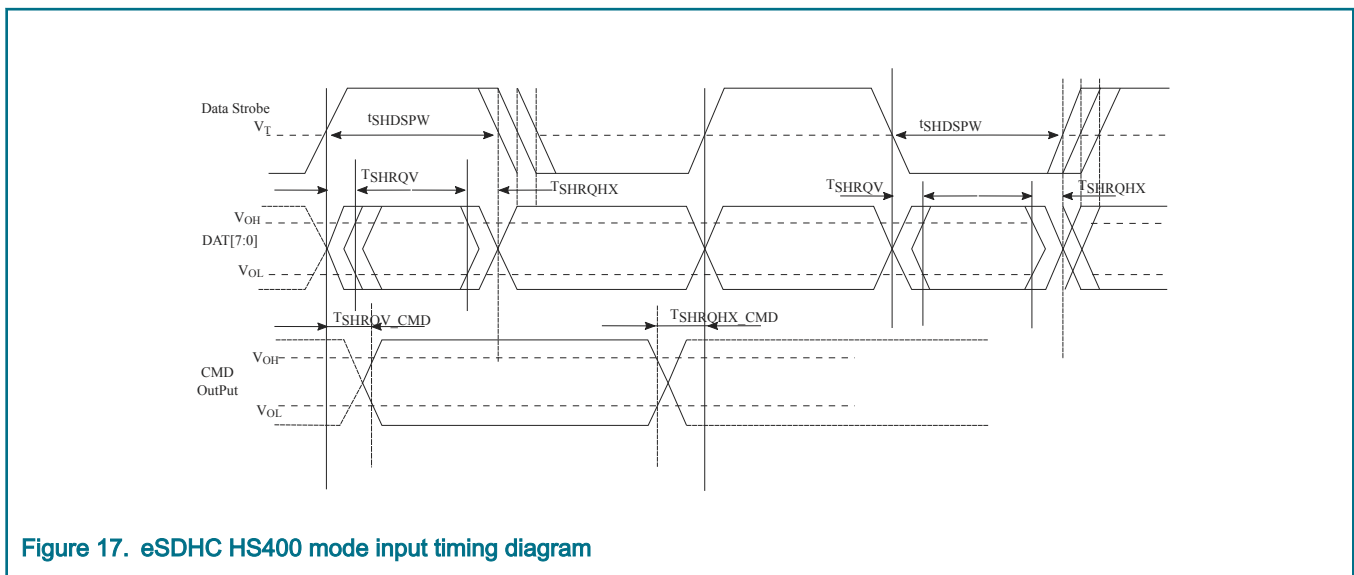 Data Strobe
VT
tSHDSPW
tSHDSPW
TSHRQV
TSHRQHX
TSHRQV
TSHRQHX
VOH
DAT[7:0]
VOL
TSHRQV_CMD
TSHRQHX_CMD
VOH
CMD
OutPut
VOL
Figure 17. eSDHC HS400 mode input timing diagram